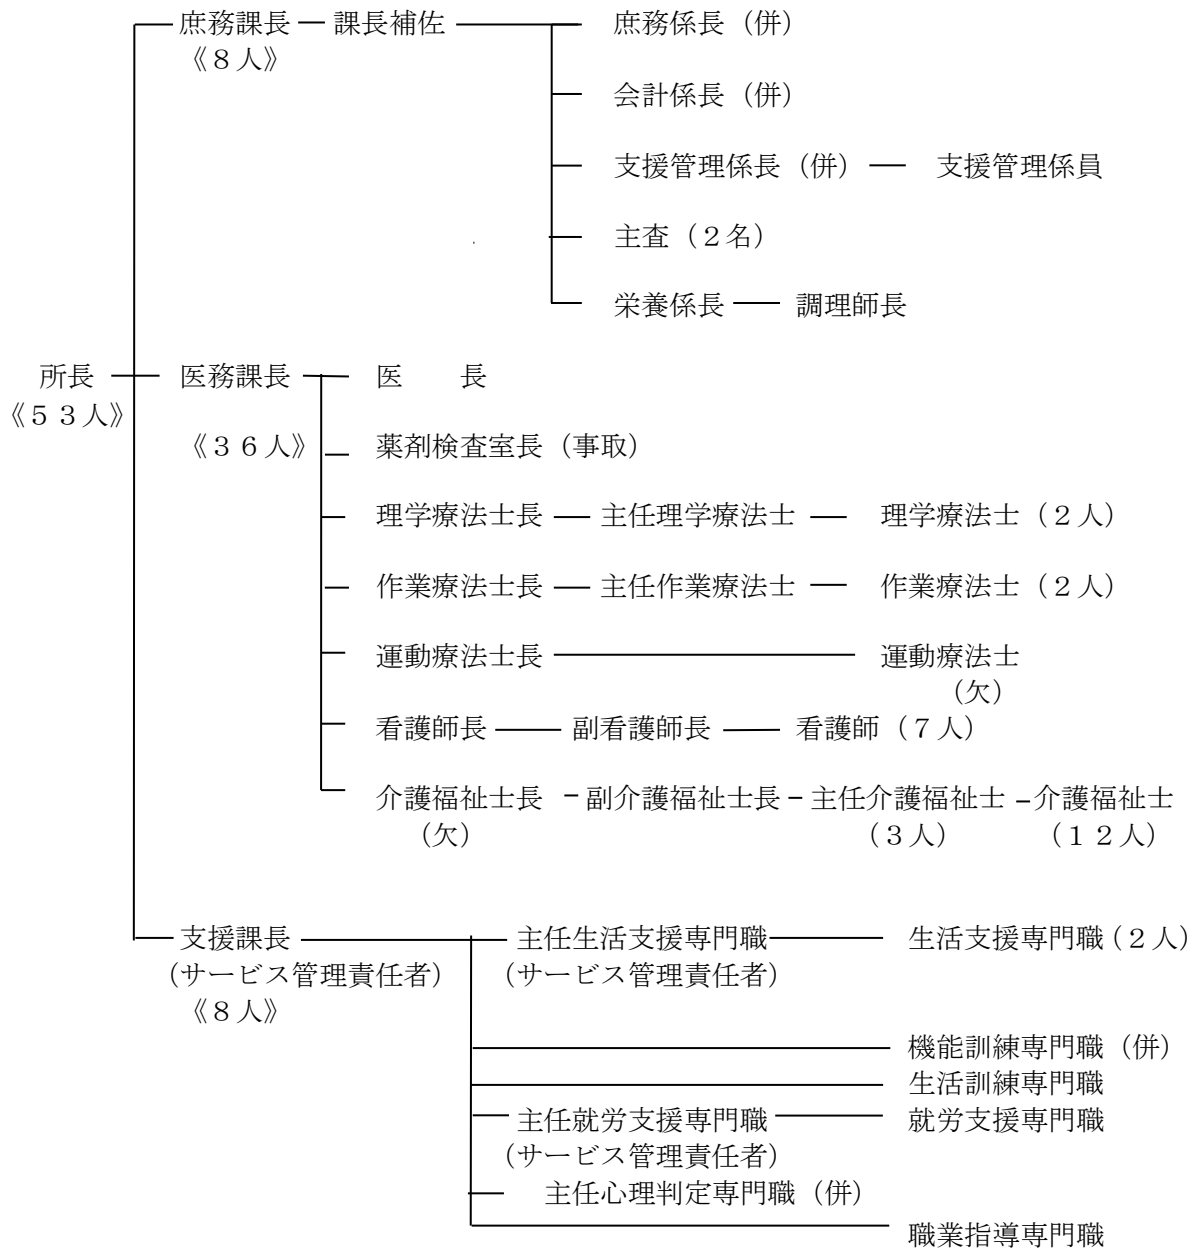 庶務課長 課長補佐 庶務係長（併）
《８人》
会計係長（併）
支援管理係長（併） 支援管理係員
主査（２名）
栄養係長 調理師長
所長 医務課長 医　　長
《５３人》
《３６人》 薬剤検査室長（事取）
理学療法士長 主任理学療法士 理学療法士（２人）
作業療法士長 主任作業療法士 作業療法士（２人）
運動療法士長 運動療法士
（欠）
看護師長 副看護師長 看護師（７人）
介護福祉士長 副介護福祉士長 主任介護福祉士 介護福祉士
（欠） （３人） （１２人）
支援課長 主任生活支援専門職 生活支援専門職（２人）
（サービス管理責任者） （サービス管理責任者）
《８人》
機能訓練専門職（併）
生活訓練専門職
主任就労支援専門職 就労支援専門職
（サービス管理責任者）
主任心理判定専門職（併）
職業指導専門職